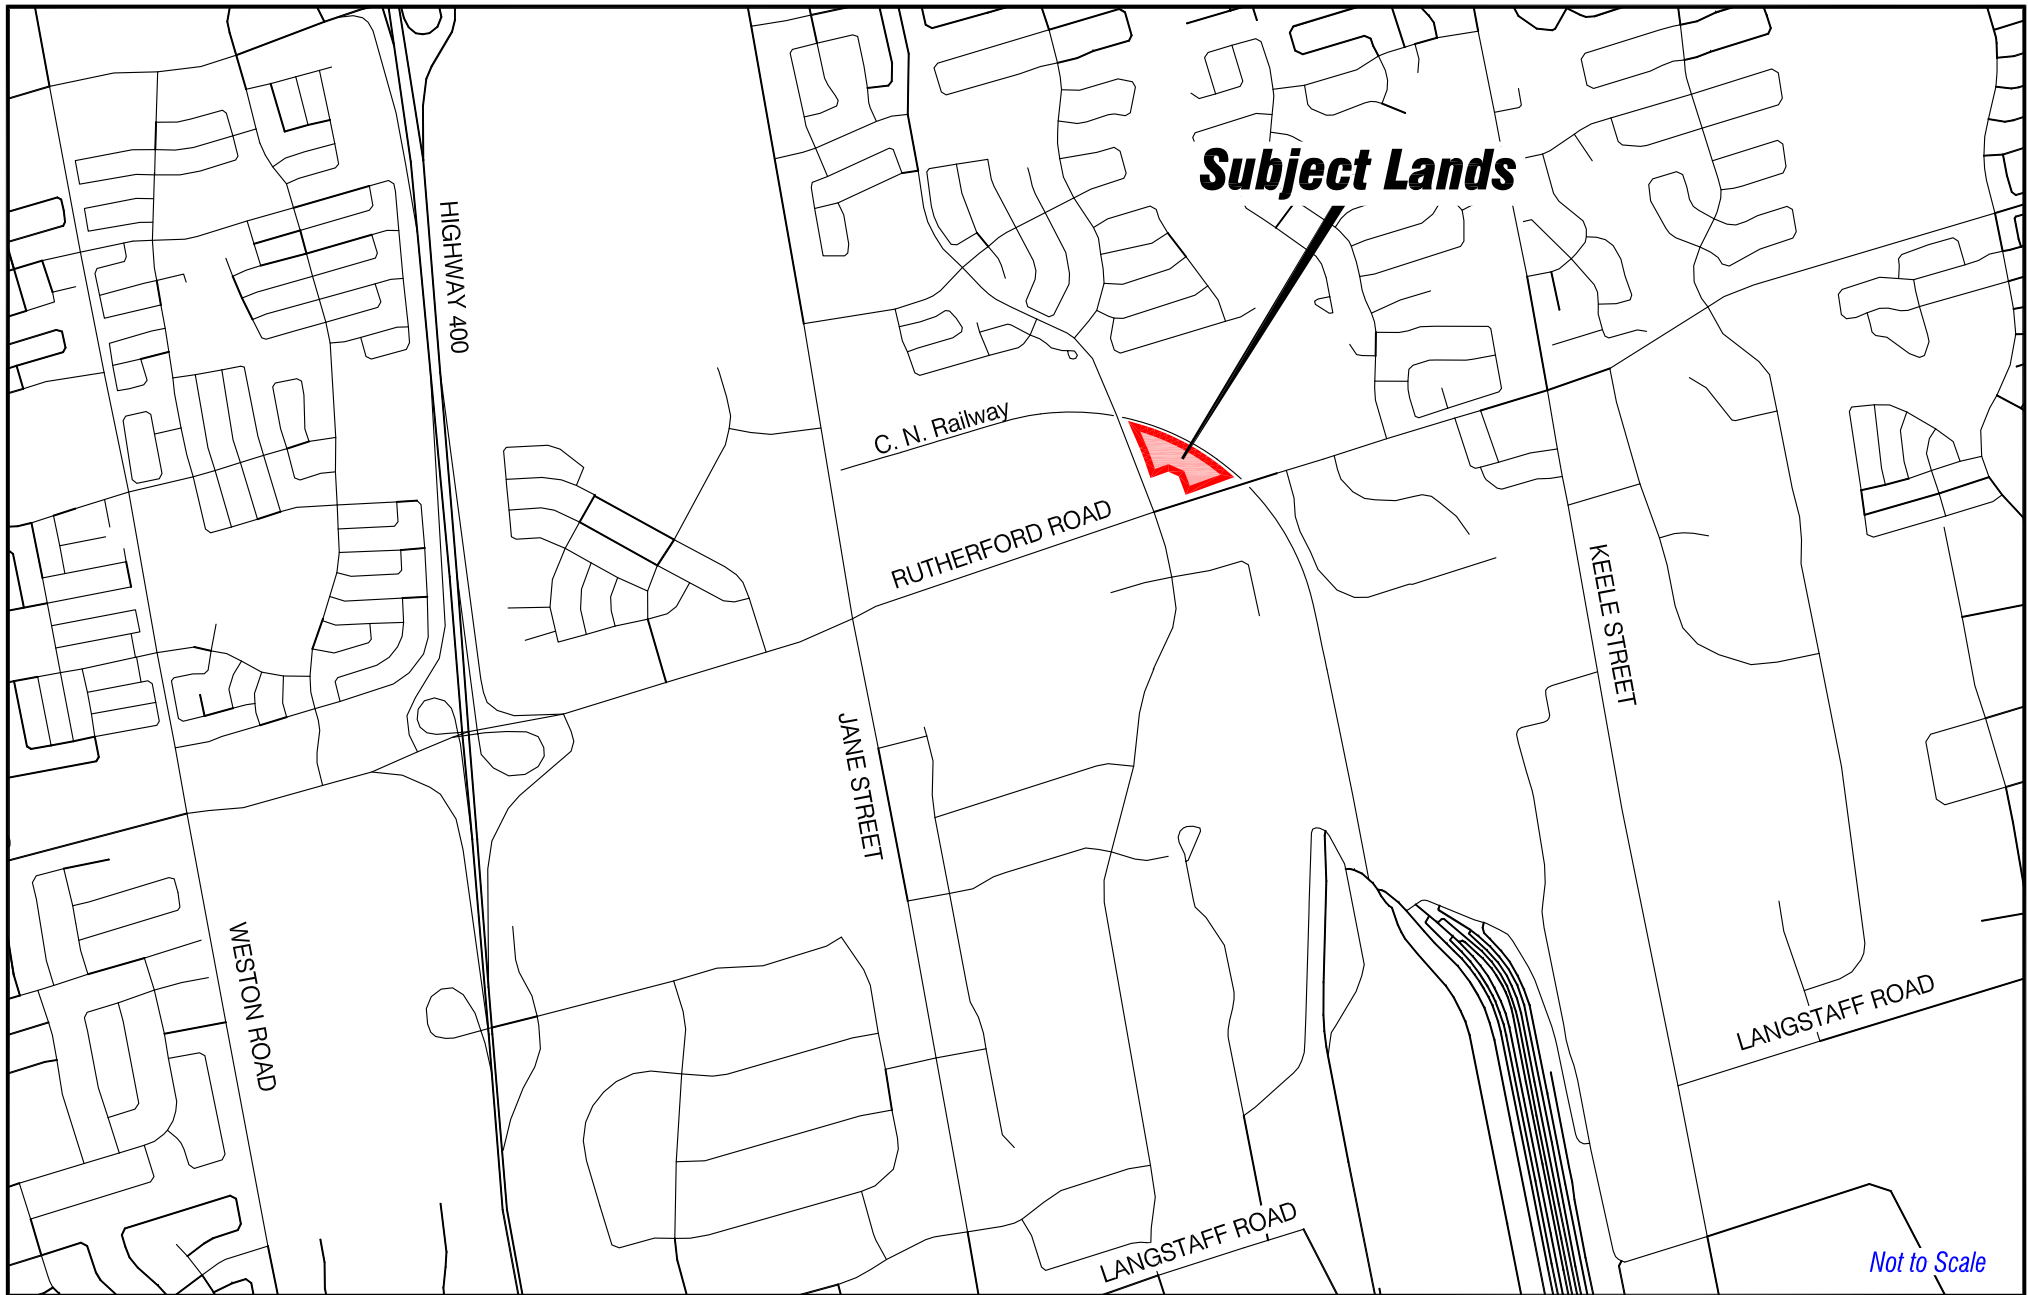 Subject Lands
HIGHWAY 400
C. N. Railway
RUTHERFORD ROAD
KEELE STREET
JANE STREET
WESTON ROAD
LANGSTAFF ROAD
LANGSTAFF ROAD
Not to Scale